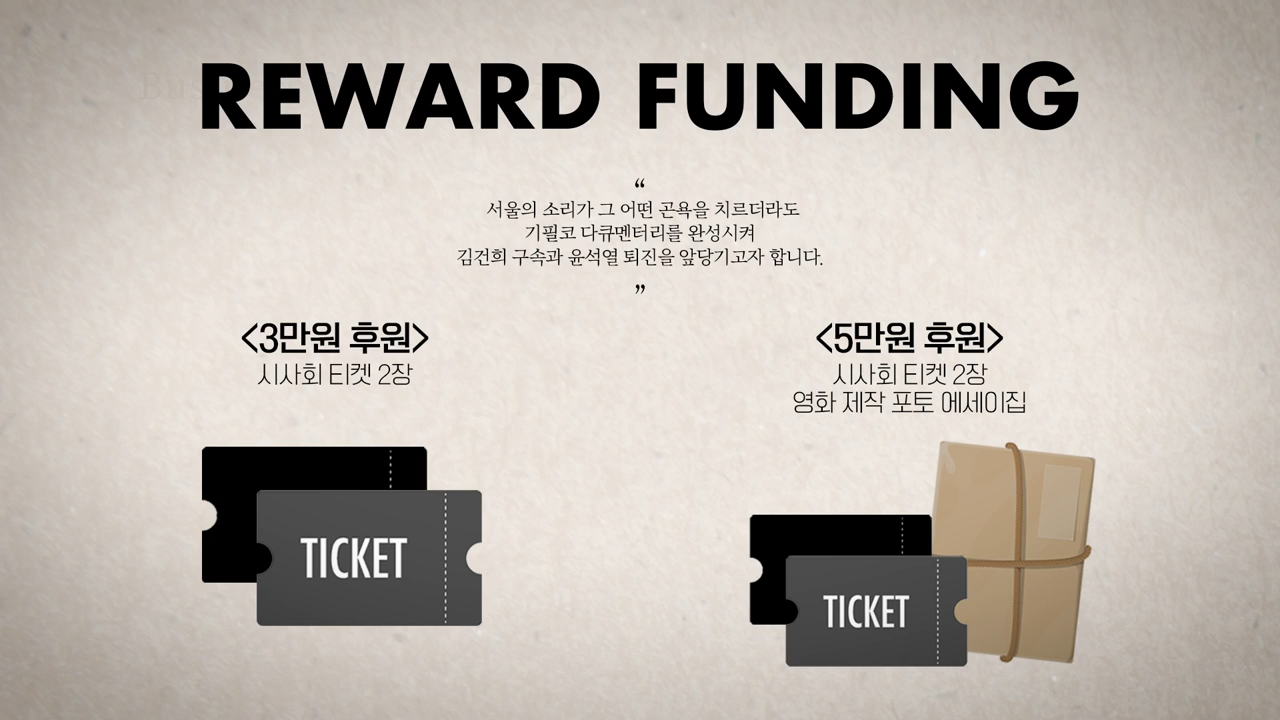 REWARD FUNDING
“
서울의 소리가 그 어떤 곤욕을 치르더라도
기필코 다큐멘터리를 완성시켜
김건희 구속과 윤석열 퇴진을 앞당기고자 합니다.
”
<3만원 후원>
시사회 티켓 2장
<5만원 후원>
시사회 티켓 2장
영화 제작 포토 에세이집
TICKET
TICKET